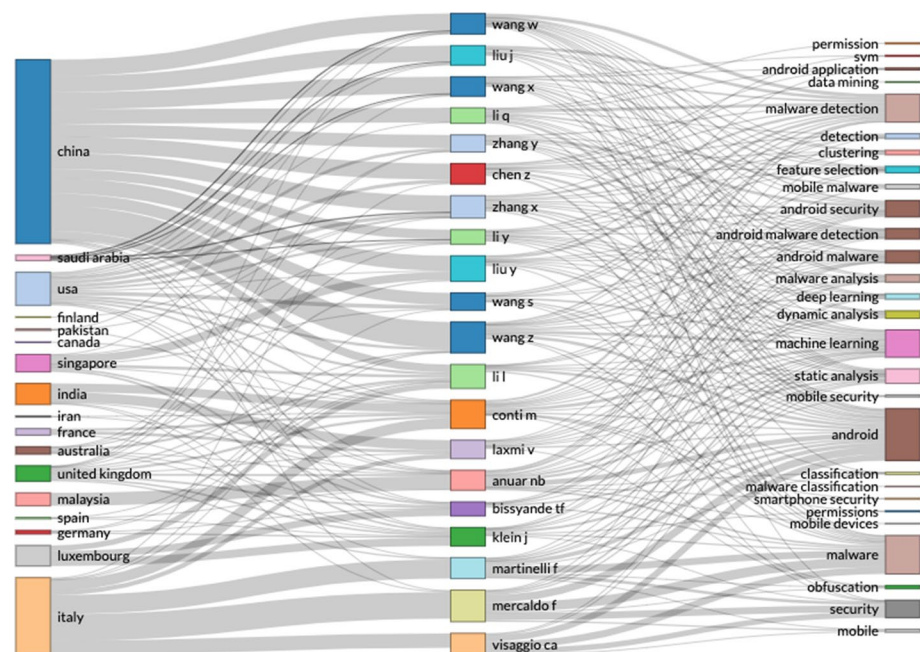 china
saudi arabia
usa
finland
pakistan
canada
singapore
india
iran
france
australia
united kingdom
malaysia
spain
germany
luxembourg
italy
wang w
liu j
wang x
li q
zhang y
chen z
zhang x
li y
liu y
wang s
wang z
li l
conti m
laxmi v
anuar nb
bissyande tf
klein j
martinelli f
mercaldo f
visaggio ca
permission
svm
android application
data mining
malware detection
detection
clustering
feature selection
mobile malware
android security
android malware detection
android malware
malware analysis
deep learning
dynamic analysis
machine learning
static analysis
mobile security
android
classification
malware classification
smartphone security
permissions
mobile devices
malware
obfuscation
security
mobile